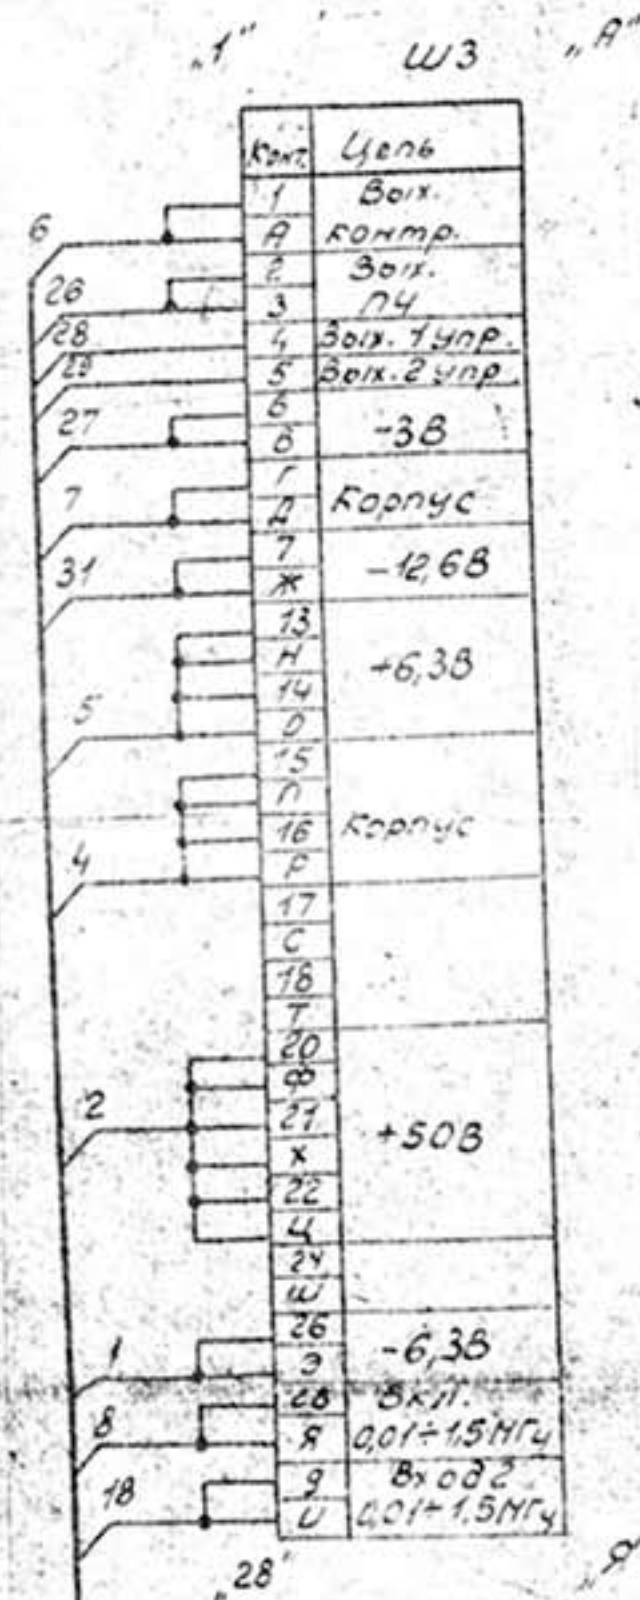 „1" Ш3 „А"
Конт. Цепь
1 Вых.
6 А контр.
2 Вых.
26 3 ПЧ
28 4 Вых. 1 упр.
29 5 Вых. 2 упр.
6
27 В -3В
Г
7 Д Корпус
7
31 Ж -12,6В
13
Н +6,3В
14
5 О
15
П
16 Корпус
4 Р
17
С
18
Т
20
Ф
2 21 +50В
Х
22
Ц
24
Ш
26 -6,3В
1 Э
28 Вкл.
8 Я 0,01÷1,5МГц
9 Вход 2
18 И 0,01÷1,5МГц
„28" „Я